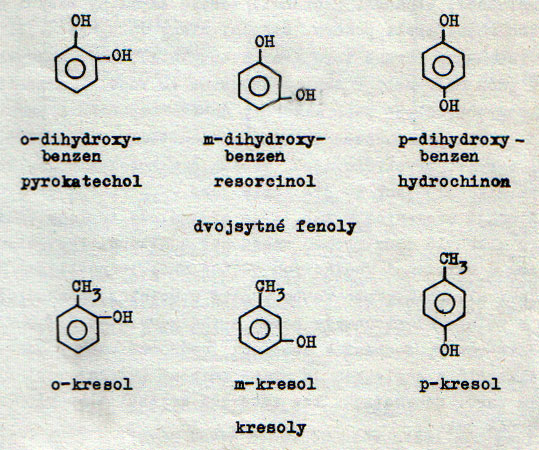 OH OH OH
OH
OH
OH
o-dihydroxy- m-dihydroxy- p-dihydroxy-
benzen benzen benzen
pyrokatechol resorcinol hydrochinon
dvojsytné fenoly
CH3
CH3 CH3
OH
OH
OH
o-kresol m-kresol p-kresol
kresoly